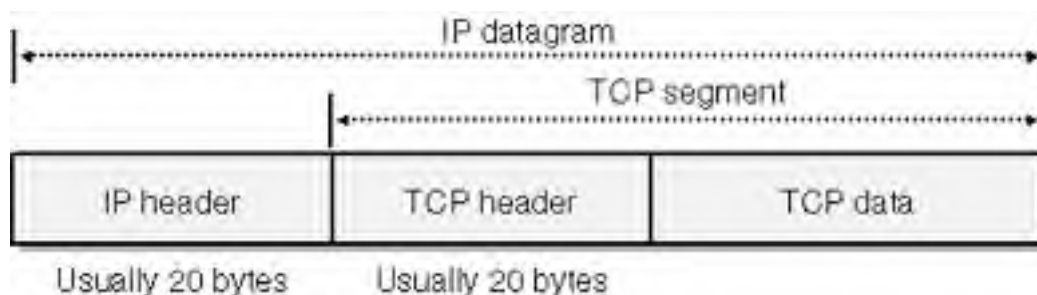 IP datagram
TCP segment
IP header
TCP header
TCP data
Usually 20 bytes
Usually 20 bytes